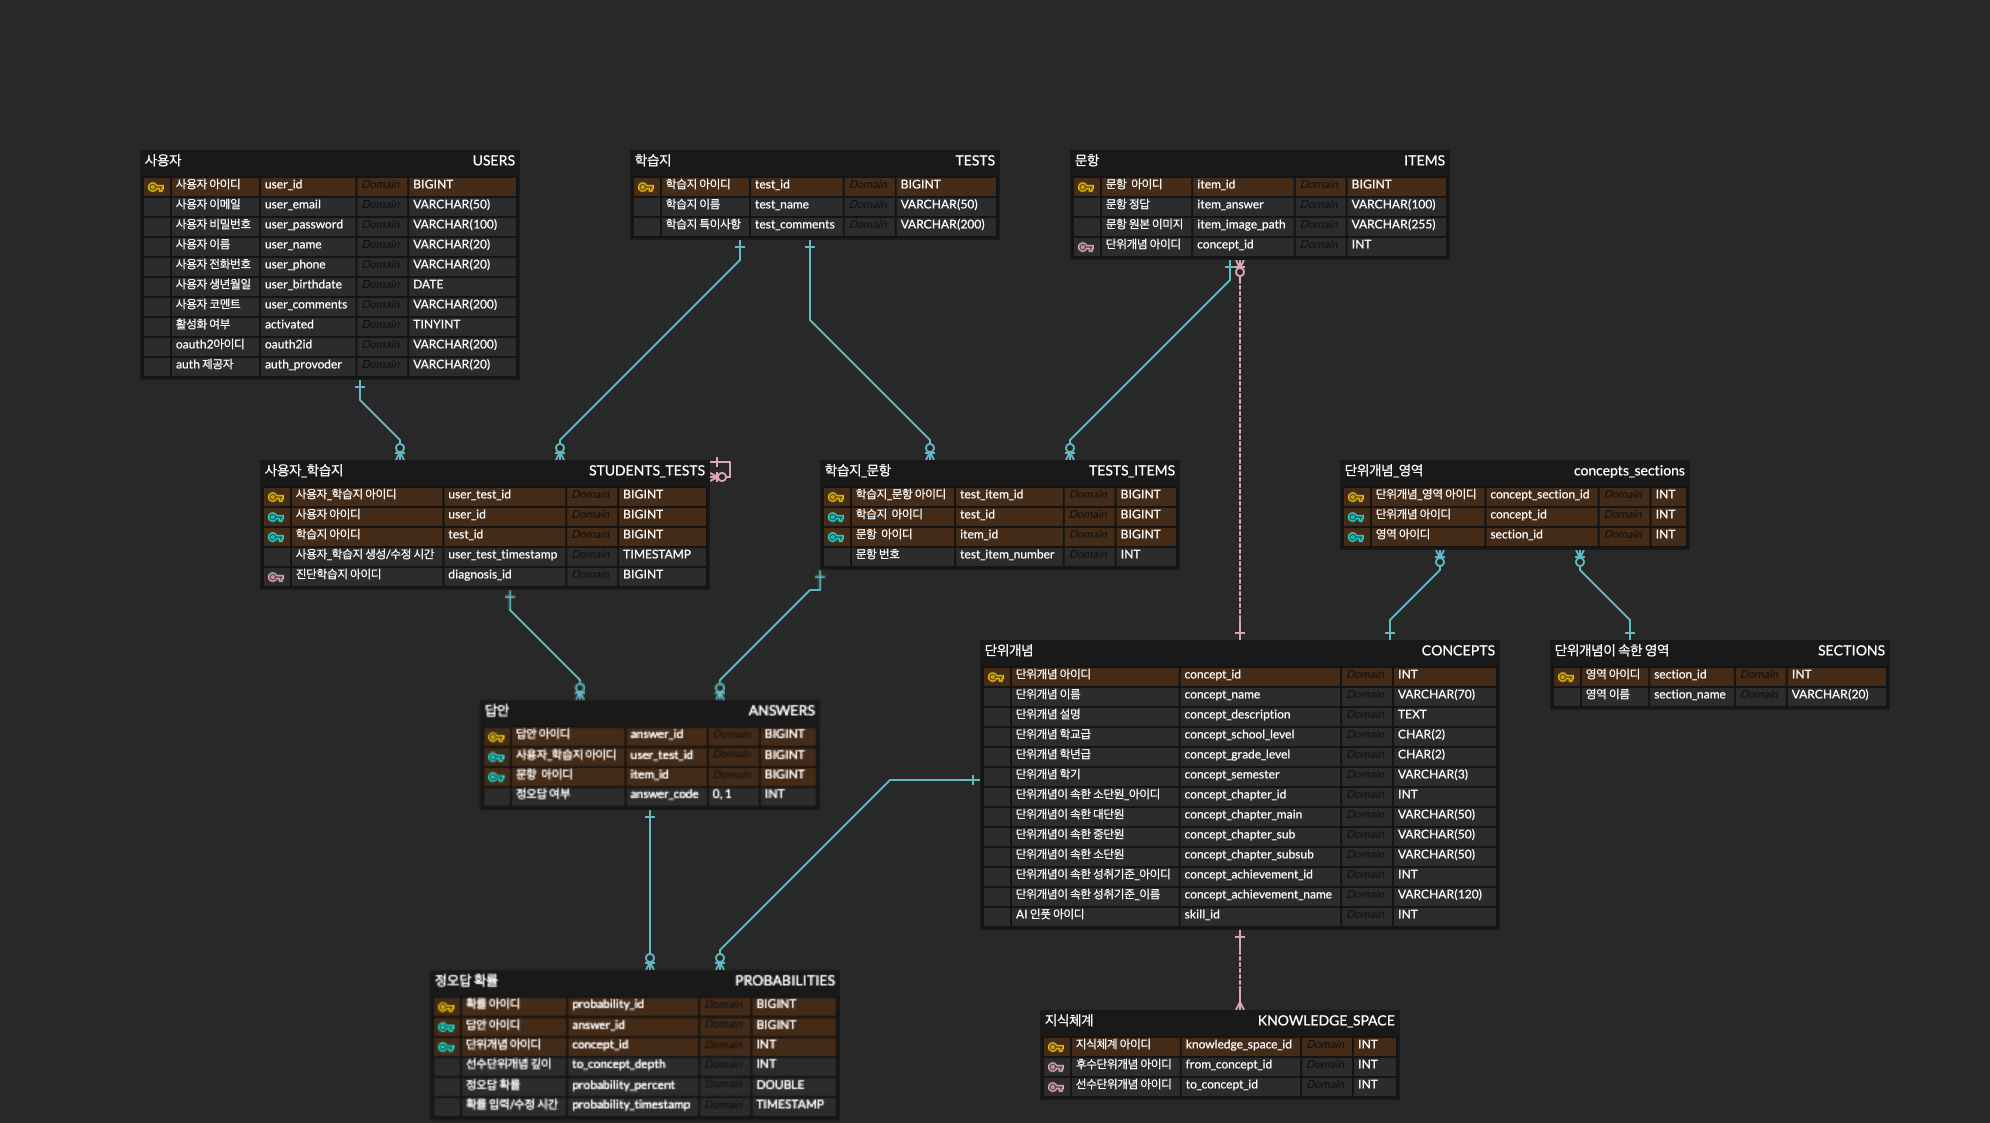 사용자 USERS
사용자 아이디 user_id Domain BIGINT
사용자 이메일 user_email Domain VARCHAR(50)
사용자 비밀번호 user_password Domain VARCHAR(100)
사용자 이름 user_name Domain VARCHAR(20)
사용자 전화번호 user_phone Domain VARCHAR(20)
사용자 생년월일 user_birthdate Domain DATE
사용자 코멘트 user_comments Domain VARCHAR(200)
활성화 여부 activated Domain TINYINT
oauth2아이디 oauth2id Domain VARCHAR(200)
auth 제공자 auth_provoder Domain VARCHAR(20)
학습지 TESTS
학습지 아이디 test_id Domain BIGINT
학습지 이름 test_name Domain VARCHAR(50)
학습지 특이사항 test_comments Domain VARCHAR(200)
문항 ITEMS
문항 아이디 item_id Domain BIGINT
문항 정답 item_answer Domain VARCHAR(100)
문항 원본 이미지 item_image_path Domain VARCHAR(255)
단위개념 아이디 concept_id Domain INT
사용자_학습지 STUDENTS_TESTS
사용자_학습지 아이디 user_test_id Domain BIGINT
사용자 아이디 user_id Domain BIGINT
학습지 아이디 test_id Domain BIGINT
사용자_학습지 생성/수정 시간 user_test_timestamp Domain TIMESTAMP
진단학습지 아이디 diagnosis_id Domain BIGINT
학습지_문항 TESTS_ITEMS
학습지_문항 아이디 test_item_id Domain BIGINT
학습지 아이디 test_id Domain BIGINT
문항 아이디 item_id Domain BIGINT
문항 번호 test_item_number Domain INT
단위개념_영역 concepts_sections
단위개념_영역 아이디 concept_section_id Domain INT
단위개념 아이디 concept_id Domain INT
영역 아이디 section_id Domain INT
답안 ANSWERS
답안 아이디 answer_id Domain BIGINT
사용자_학습지 아이디 user_test_id Domain BIGINT
문항 아이디 item_id Domain BIGINT
정오답 여부 answer_code 0, 1 INT
단위개념 CONCEPTS
단위개념 아이디 concept_id Domain INT
단위개념 이름 concept_name Domain VARCHAR(70)
단위개념 설명 concept_description Domain TEXT
단위개념 학교급 concept_school_level Domain CHAR(2)
단위개념 학년급 concept_grade_level Domain CHAR(2)
단위개념 학기 concept_semester Domain VARCHAR(3)
단위개념이 속한 소단원_아이디 concept_chapter_id Domain INT
단위개념이 속한 대단원 concept_chapter_main Domain VARCHAR(50)
단위개념이 속한 중단원 concept_chapter_sub Domain VARCHAR(50)
단위개념이 속한 소단원 concept_chapter_subsub Domain VARCHAR(50)
단위개념이 속한 성취기준_아이디 concept_achievement_id Domain INT
단위개념이 속한 성취기준_이름 concept_achievement_name Domain VARCHAR(120)
AI 인풋 아이디 skill_id Domain INT
단위개념이 속한 영역 SECTIONS
영역 아이디 section_id Domain INT
영역 이름 section_name Domain VARCHAR(20)
정오답 확률 PROBABILITIES
확률 아이디 probability_id Domain BIGINT
답안 아이디 answer_id Domain BIGINT
단위개념 아이디 concept_id Domain INT
선수단위개념 깊이 to_concept_depth Domain INT
정오답 확률 probability_percent Domain DOUBLE
확률 입력/수정 시간 probability_timestamp Domain TIMESTAMP
지식체계 KNOWLEDGE_SPACE
지식체계 아이디 knowledge_space_id Domain INT
후수단위개념 아이디 from_concept_id Domain INT
선수단위개념 아이디 to_concept_id Domain INT